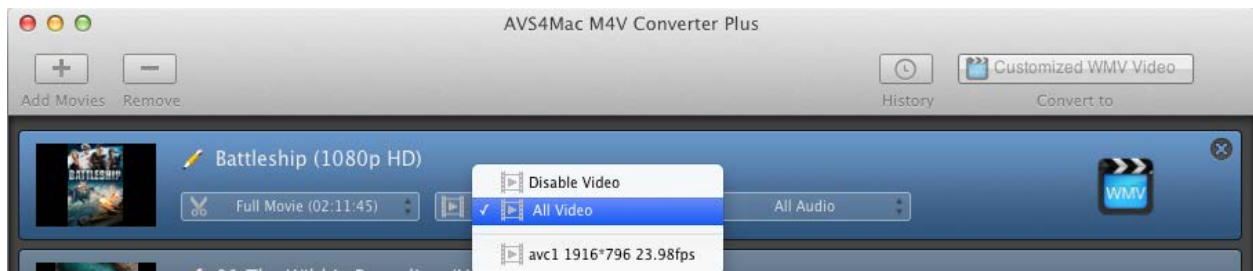 AVS4Mac M4V Converter Plus
Customized WMV Video
Add Movies Remove History Convert to
Battleship (1080p HD)
BATTLESHIP
WMV
Disable Video
Full Movie (02:11:45) All Video All Audio
avc1 1916*796 23.98fps